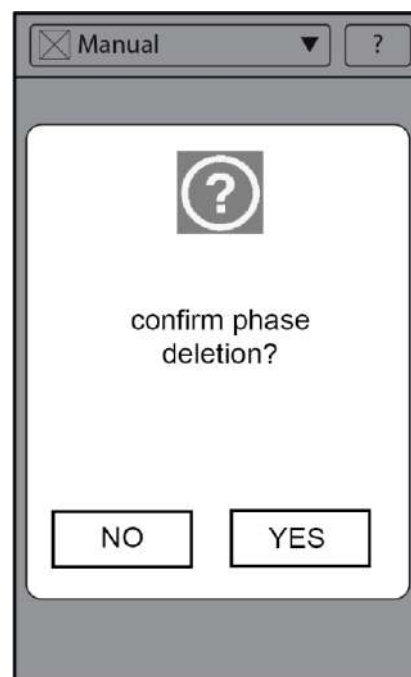 Manual
?
?
confirm phase
deletion?
NO
YES